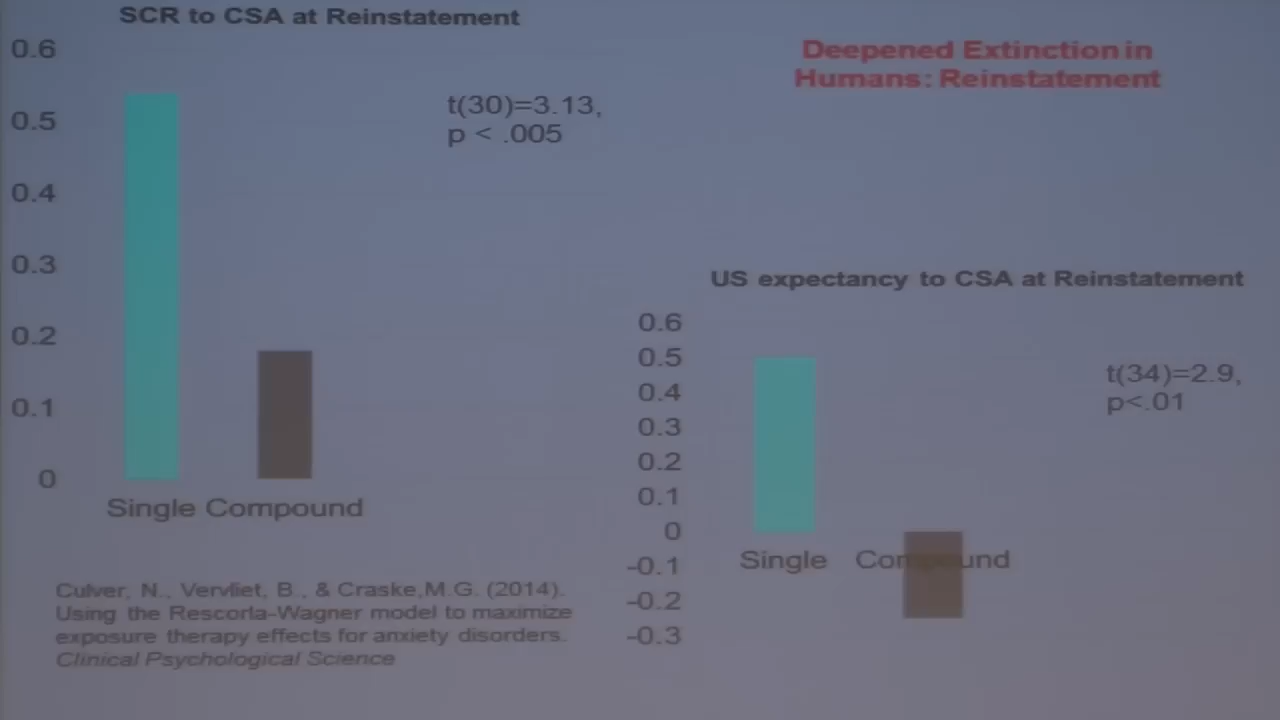 SCR to CSA at Reinstatement
0.6
0.5
0.4
0.3
0.2
0.1
0
Single Compound
t(30)=3.13,
p < .005
Deepened Extinction in
Humans: Reinstatement
US expectancy to CSA at Reinstatement
0.6
0.5
0.4
0.3
0.2
0.1
0
-0.1
-0.2
-0.3
Single Compound
t(34)=2.9,
p<.01
Culver, N., Vervliet, B., & Craske,M.G. (2014).
Using the Rescorla-Wagner model to maximize
exposure therapy effects for anxiety disorders.
Clinical Psychological Science